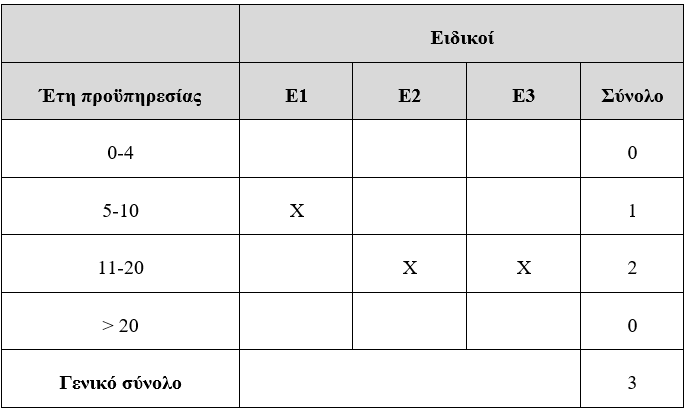 Ειδικοί
Έτη προϋπηρεσίας Ε1 Ε2 Ε3 Σύνολο
0-4 0
5-10 Χ 1
11-20 Χ Χ 2
> 20 0
Γενικό σύνολο 3